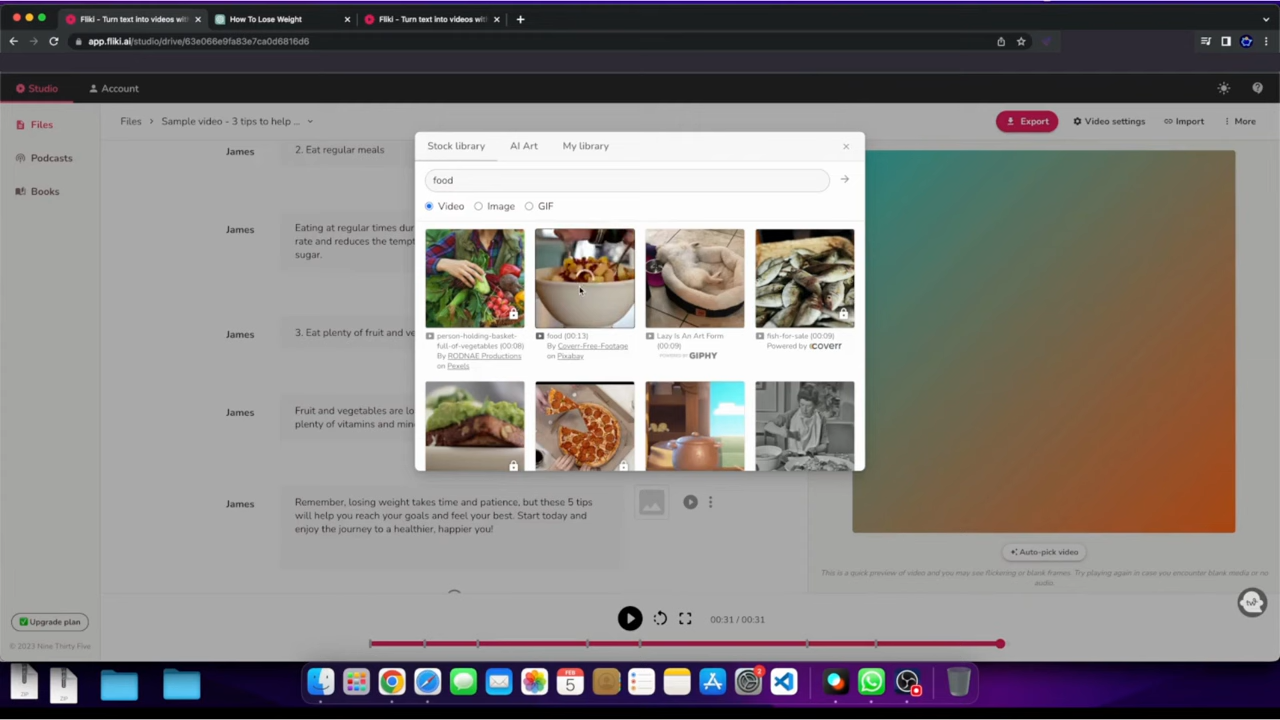 Fliki - Turn text into videos wit
How To Lose Weight
Fliki - Turn text into videos wit
app.fliki.ai/studio/drive/63e066e9fa83e7ca0d6816d6
Studio
Account
Files
Podcasts
Books
Files
Sample video - 3 tips to help ...
Export
Video settings
Import
More
James
2. Eat regular meals
James
Eating at regular times du
rate and reduces the tempt
sugar.
James
3. Eat plenty of fruit and ve
James
Fruit and vegetables are lo
plenty of vitamins and min
James
Remember, losing weight takes time and patience, but these 5 tips
will help you reach your goals and feel your best. Start today and
enjoy the journey to a healthier, happier you!
Stock library
AI Art
My library
food
Video
Image
GIF
person-holding-basket-
full-of-vegetables (00:08)
By RODNAE Productions
on Pexels
food (00:13)
By Coverr-Free-Footage
on Pixabay
Lazy Is An Art Form
(00:09)
POWERED BY GIPHY
fish-for-sale (00:09)
Powered by coverr
Auto-pick video
This is a quick preview of video and you may see flickering or blank frames. Try playing again in case you encounter blank media or no
audio.
Upgrade plan
© 2023 Nine Thirty Five
00:31 / 00:31
FEB
5
2
ZIP
ZIP